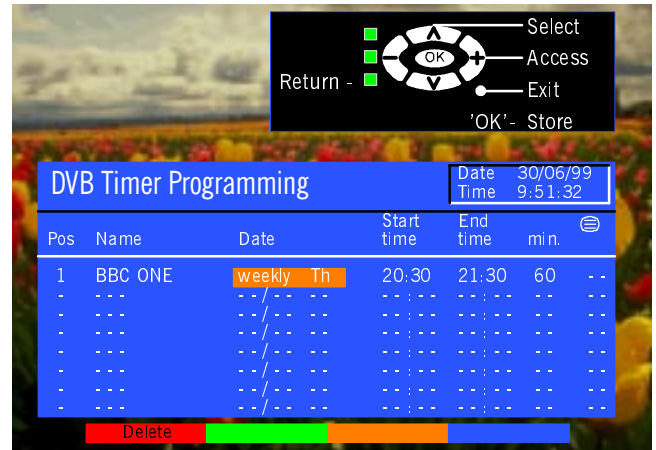 Select
OK
Access
Return -
Exit
'OK'- Store
DVB Timer Programming
Date 30/06/99
Time 9:51:32
Pos Name Date Start time End time min.
1 BBC ONE weekly Th 20:30 21:30 60 - -
- - - - - - / - - - - - - : - - - - : - - - - - -
- - - - - - / - - - - - - : - - - - : - - - - - -
- - - - - - / - - - - - - : - - - - : - - - - - -
- - - - - - / - - - - - - : - - - - : - - - - - -
- - - - - - / - - - - - - : - - - - : - - - - - -
- - - - - - / - - - - - - : - - - - : - - - - - -
- - - - - - / - - - - - - : - - - - : - - - - - -
Delete